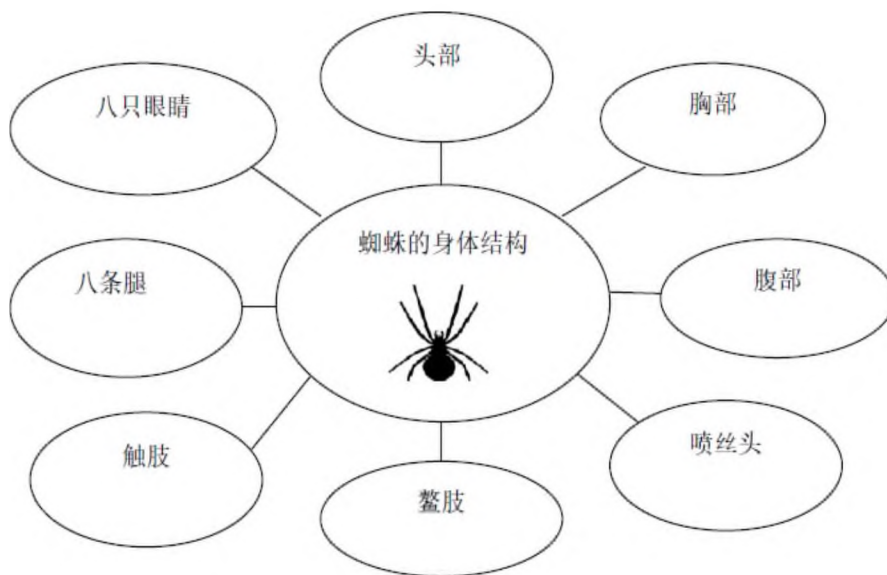 头部
八只眼睛
胸部
蜘蛛的身体结构
八条腿
腹部
触肢
喷丝头
螯肢